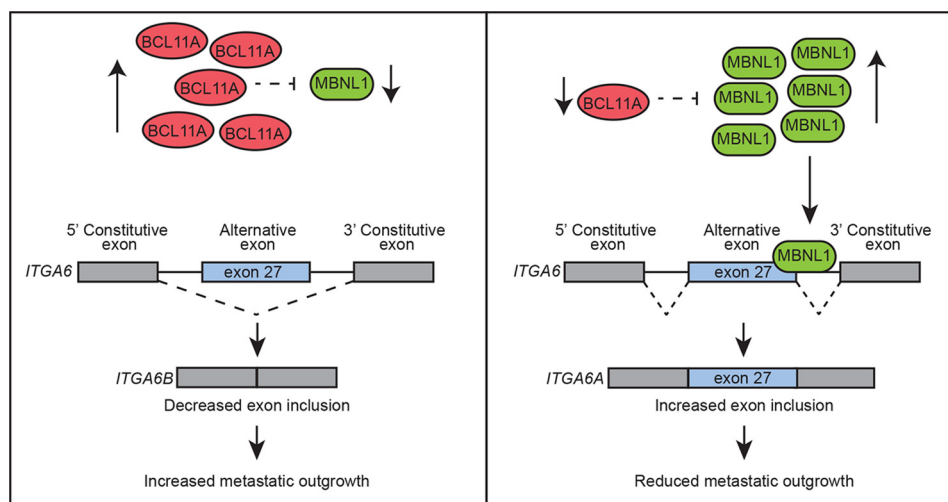 BCL11A
BCL11A
BCL11A
MBNL1
BCL11A
BCL11A
5' Constitutive
exon
Alternative
exon
3' Constitutive
exon
ITGA6
exon 27
ITGA6B
Decreased exon inclusion
Increased metastatic outgrowth
MBNL1
MBNL1
BCL11A
MBNL1
MBNL1
MBNL1
MBNL1
5' Constitutive
exon
Alternative
exon
3' Constitutive
exon
MBNL1
ITGA6
exon 27
ITGA6A
exon 27
Increased exon inclusion
Reduced metastatic outgrowth